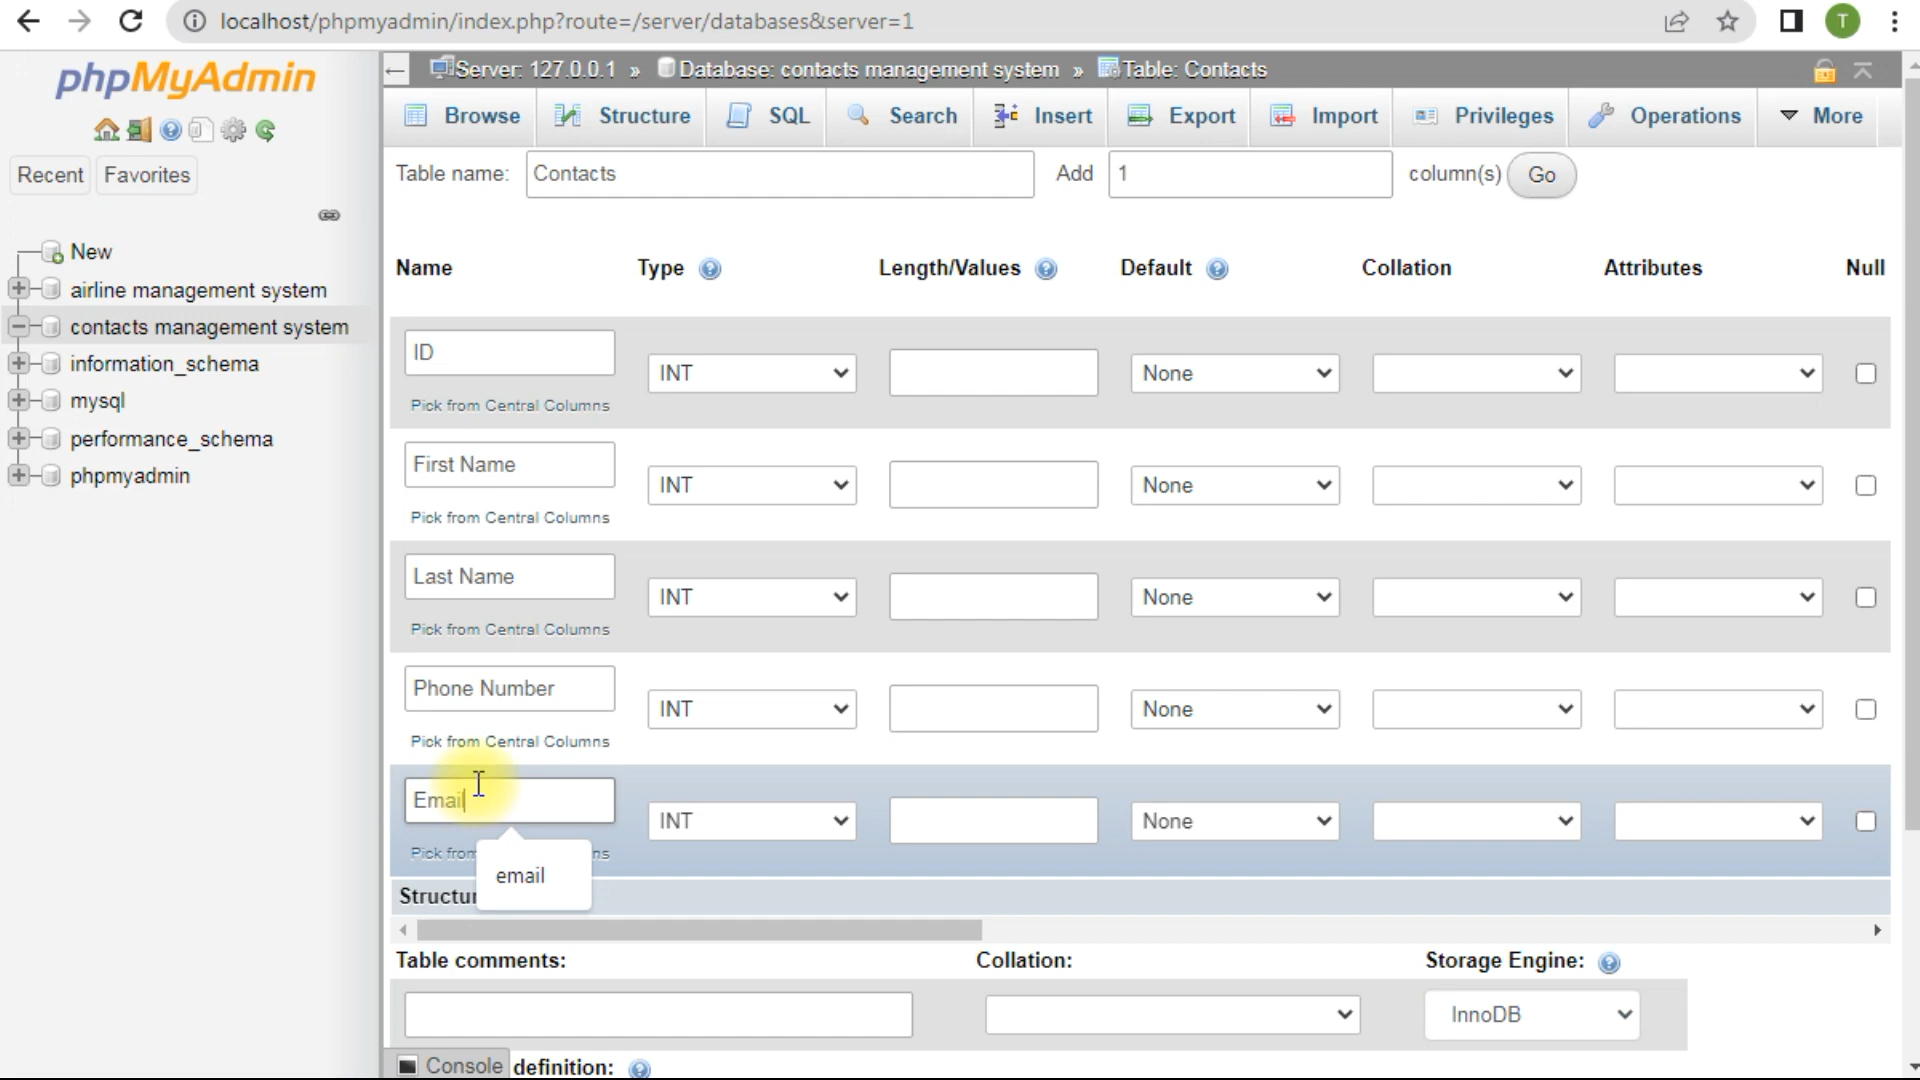 localhost/phpmyadmin/index.php?route=/server/databases&server=1
T
phpMyAdmin
Recent
Favorites
New
airline management system
contacts management system
information_schema
mysql
performance_schema
phpmyadmin
Server: 127.0.0.1 » Database: contacts management system » Table: Contacts
Browse Structure SQL Search Insert Export Import Privileges Operations More
Table name: Contacts Add 1 column(s) Go
Name Type Length/Values Default Collation Attributes Null
ID INT None
Pick from Central Columns
First Name INT None
Pick from Central Columns
Last Name INT None
Pick from Central Columns
Phone Number INT None
Pick from Central Columns
Email INT None
Pick from ns
email
Structu
Table comments: Collation: Storage Engine:
InnoDB
Console definition: